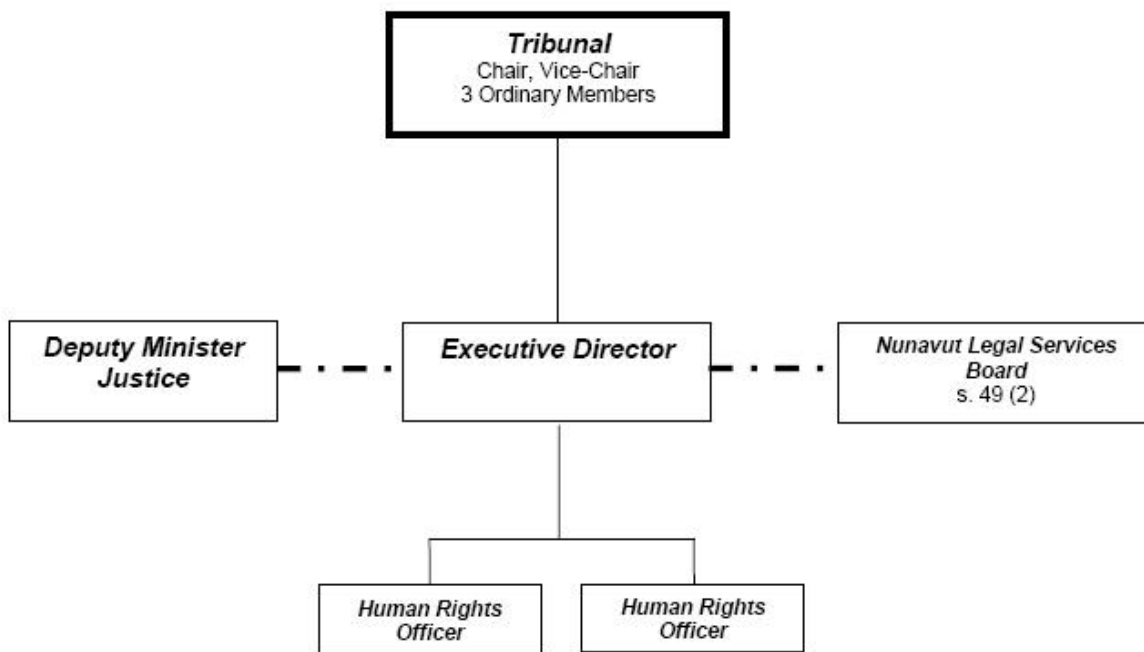 Tribunal
Chair, Vice-Chair
3 Ordinary Members
Deputy Minister
Justice
Executive Director
Nunavut Legal Services
Board
s. 49 (2)
Human Rights
Officer
Human Rights
Officer